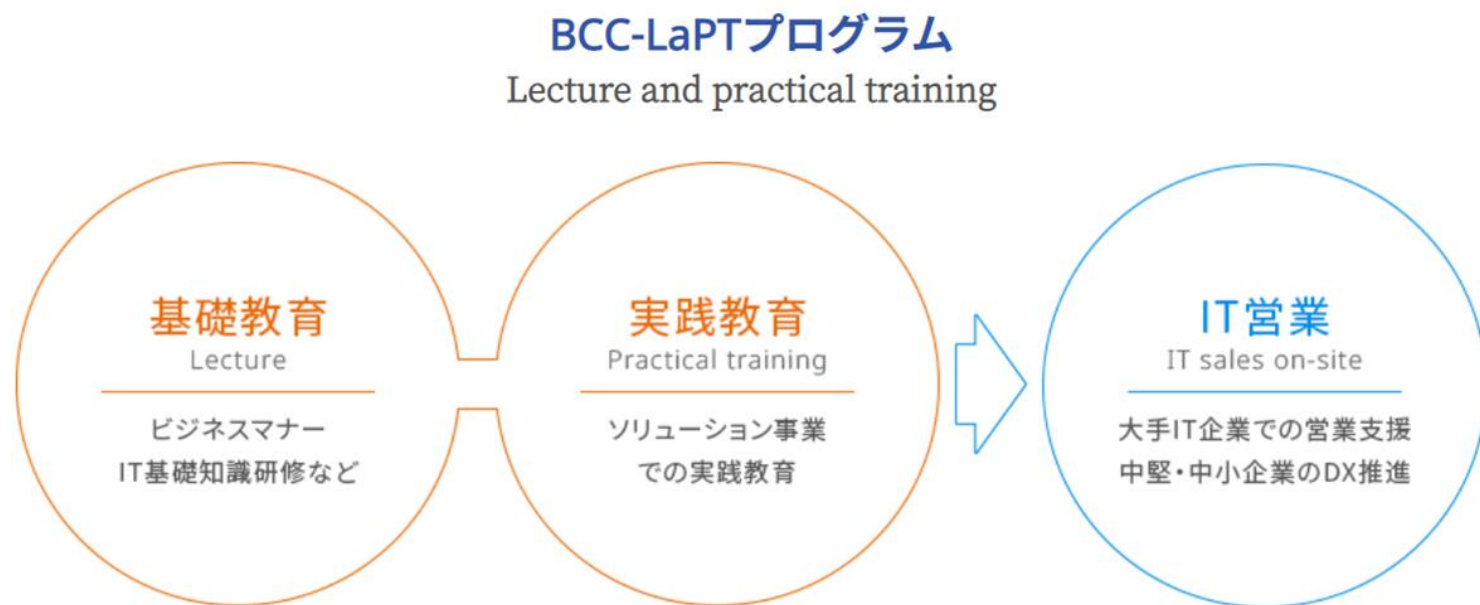 BCC-LaPTプログラム
Lecture and practical training
基礎教育
Lecture
ビジネスマナー
IT基礎知識研修など
実践教育
Practical training
ソリューション事業
での実践教育
IT営業
IT sales on-site
大手IT企業での営業支援
中堅・中小企業のDX推進